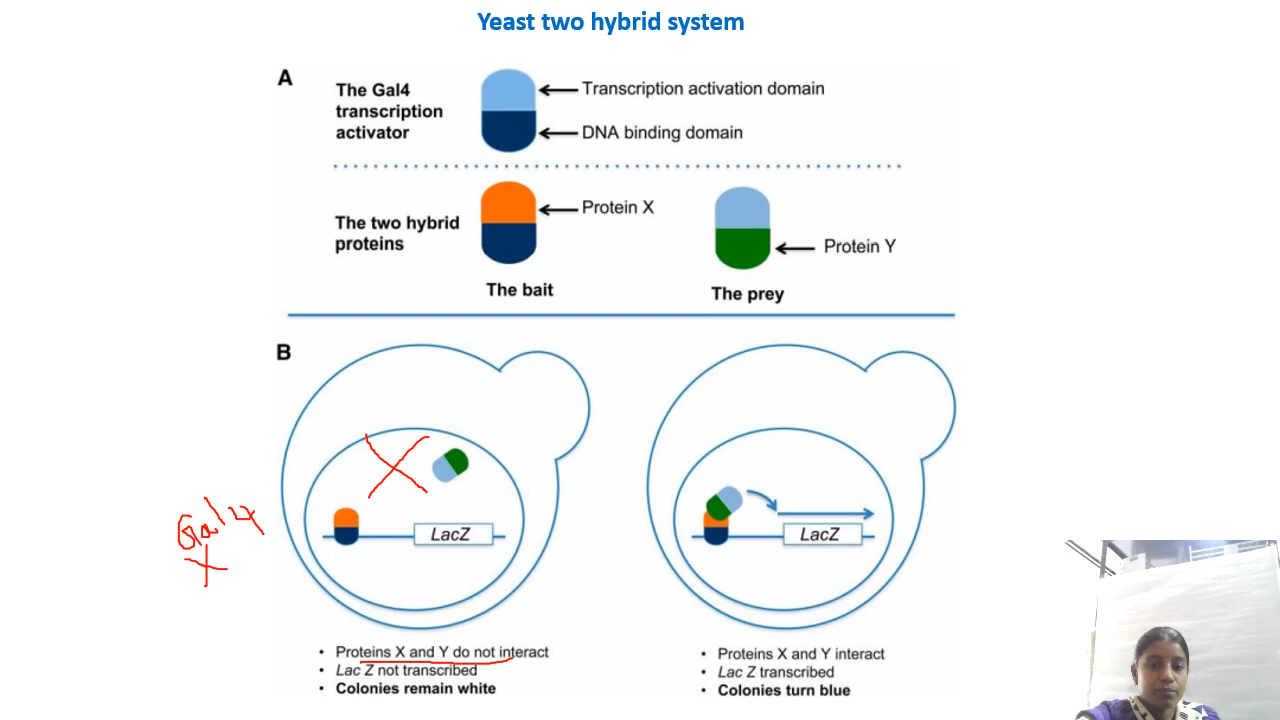 Yeast two hybrid system
A
The Gal4
transcription
activator
Transcription activation domain
DNA binding domain
The two hybrid
proteins
Protein X
Protein Y
The bait
The prey
B
Gal4
X
LacZ
LacZ
• Proteins X and Y do not interact
• Lac Z not transcribed
• Colonies remain white
• Proteins X and Y interact
• Lac Z transcribed
• Colonies turn blue